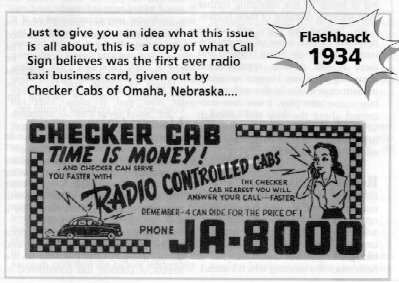 Just to give you an idea what this issue
is all about, this is a copy of what Call
Sign believes was the first ever radio
taxi business card, given out by
Checker Cabs of Omaha, Nebraska....
Flashback
1934
CHECKER CAB
TIME IS MONEY!
.. AND CHECKER CAN SERVE
YOU FASTER WITH
RADIO CONTROLLED CABS
THE CHECKER
CAB NEAREST YOU WILL
ANSWER YOUR CALL—FASTER
REMEMBER-4 CAN RIDE FOR THE PRICE OF 1
PHONE JA-8000